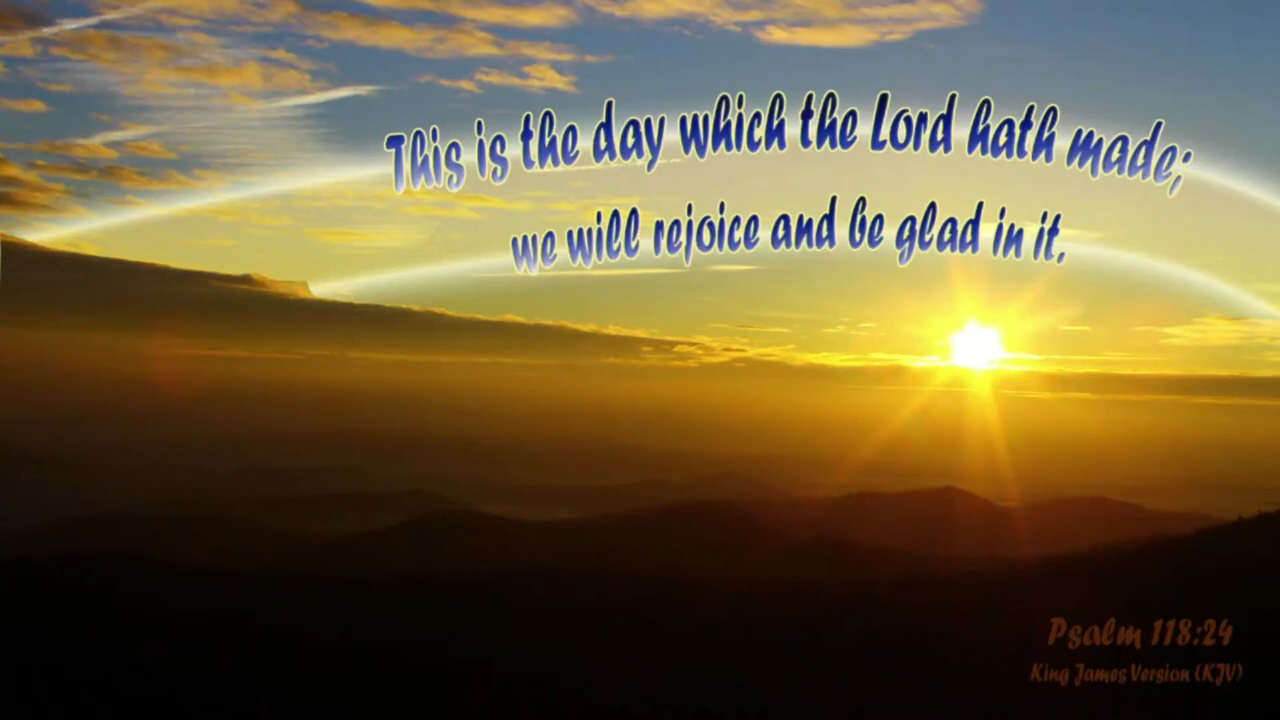 This is the day which the Lord hath made;
we will rejoice and be glad in it.
Psalm 118:24
King James Version (KJV)